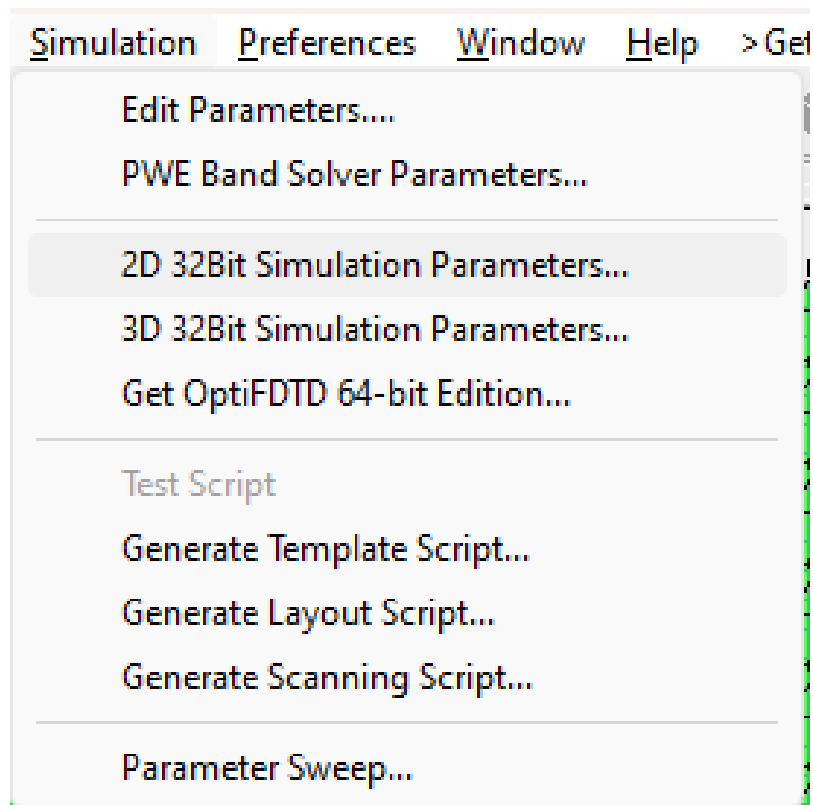 Simulation Preferences Window Help >Get
Edit Parameters....
PWE Band Solver Parameters...
2D 32Bit Simulation Parameters...
3D 32Bit Simulation Parameters...
Get OptiFDTD 64-bit Edition...
Test Script
Generate Template Script...
Generate Layout Script...
Generate Scanning Script...
Parameter Sweep...